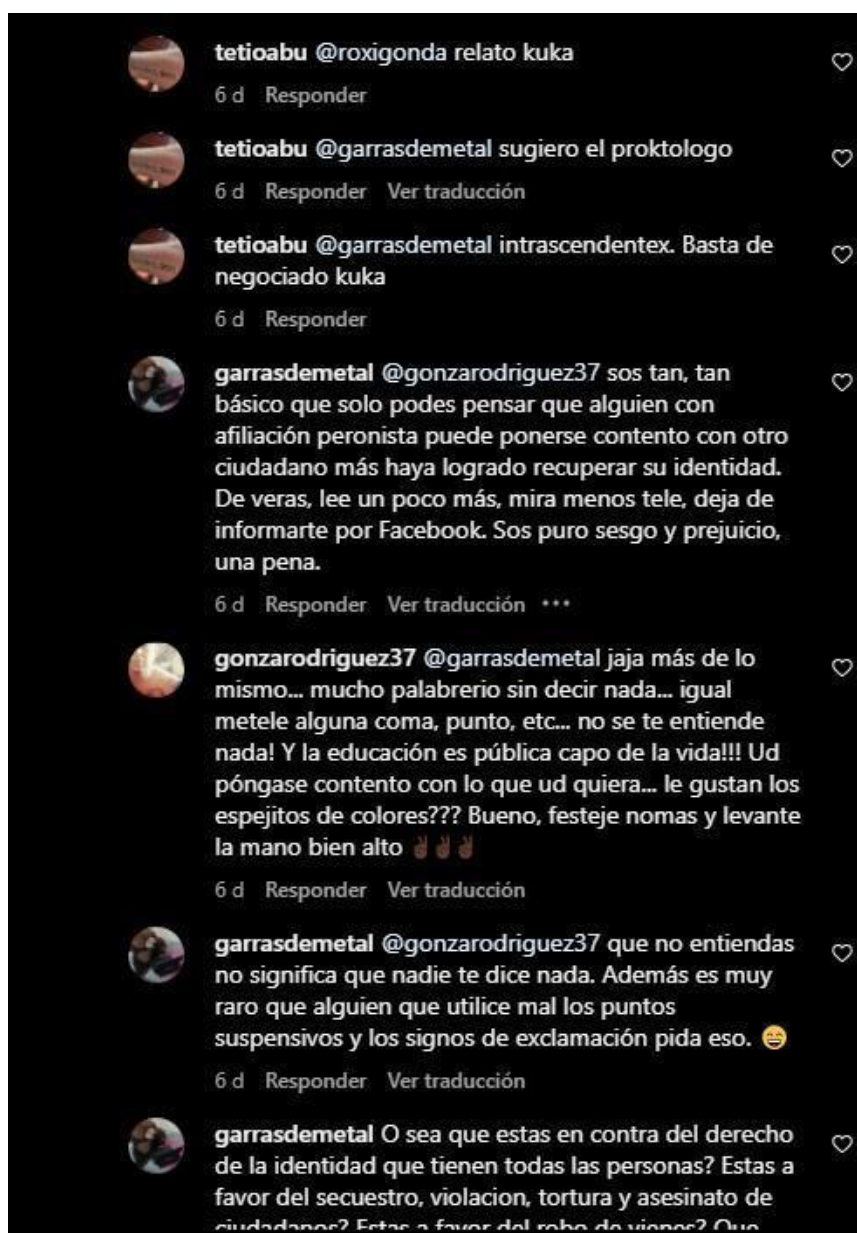 tetioabu @roxigonda relato kuka
6 d Responder
tetioabu @garrasdemetal sugiero el proktologo
6 d Responder Ver traducción
tetioabu @garrasdemetal intrascendentex. Basta de
negociado kuka
6 d Responder
garrasdemetal @gonzarodriguez37 sos tan, tan
básico que solo podes pensar que alguien con
afiliación peronista puede ponerse contento con otro
ciudadano más haya logrado recuperar su identidad.
De veras, lee un poco más, mira menos tele, deja de
informarte por Facebook. Sos puro sesgo y prejuicio,
una pena.
6 d Responder Ver traducción •••
gonzarodriguez37 @garrasdemetal jaja más de lo
mismo... mucho palabrerio sin decir nada... igual
metele alguna coma, punto, etc... no se te entiende
nada! Y la educación es pública capo de la vida!!! Ud
póngase contento con lo que ud quiera... le gustan los
espejitos de colores??? Bueno, festeje nomas y levante
la mano bien alto ✌🏿✌🏿✌🏿
6 d Responder Ver traducción
garrasdemetal @gonzarodriguez37 que no entiendas
no significa que nadie te dice nada. Además es muy
raro que alguien que utilice mal los puntos
suspensivos y los signos de exclamación pida eso. 😄
6 d Responder Ver traducción
garrasdemetal O sea que estas en contra del derecho
de la identidad que tienen todas las personas? Estas a
favor del secuestro, violacion, tortura y asesinato de
ciudadanos? Estas a favor del robo de vienes? Que